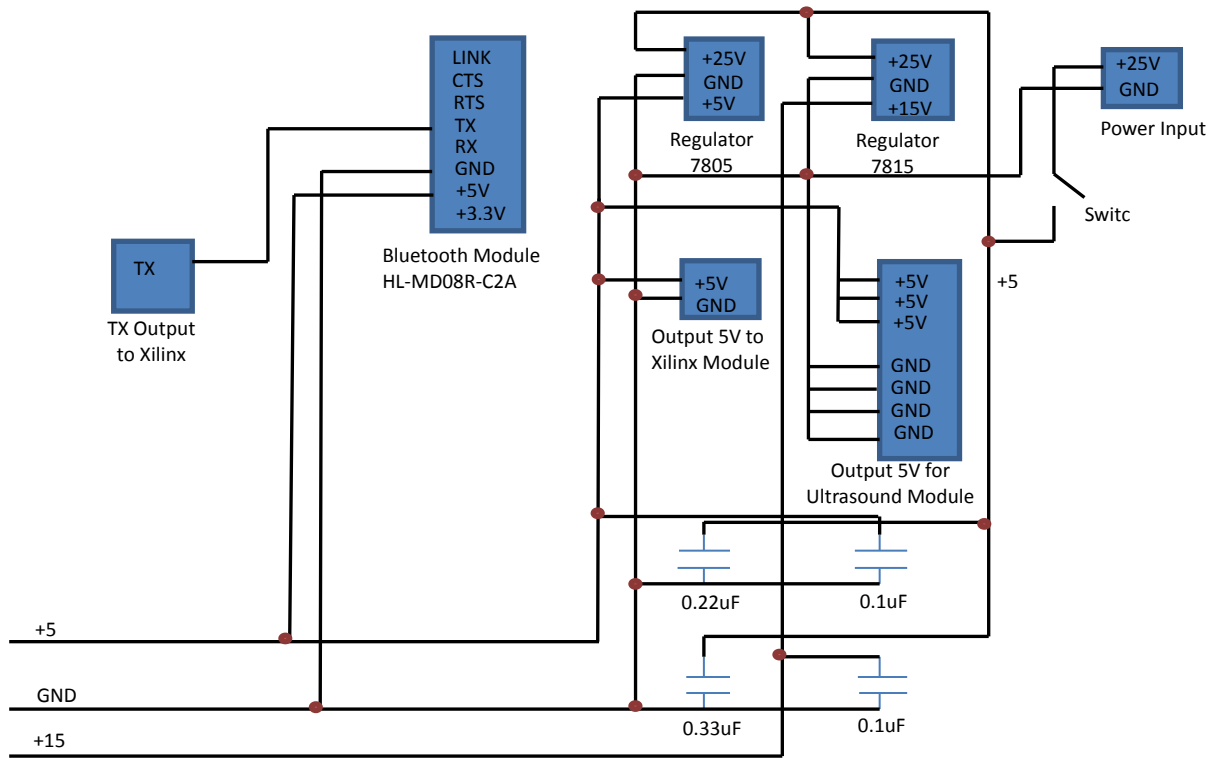 LINK
CTS
RTS
TX
RX
GND
+5V
+3.3V
Bluetooth Module
HL-MD08R-C2A
TX
TX Output
to Xilinx
+25V
GND
+5V
Regulator
7805
+25V
GND
+15V
Regulator
7815
+25V
GND
Power Input
Switc
+5
+5V
GND
Output 5V to
Xilinx Module
+5V
+5V
+5V
GND
GND
GND
GND
Output 5V for
Ultrasound Module
0.22uF
0.1uF
+5
GND
0.33uF
0.1uF
+15